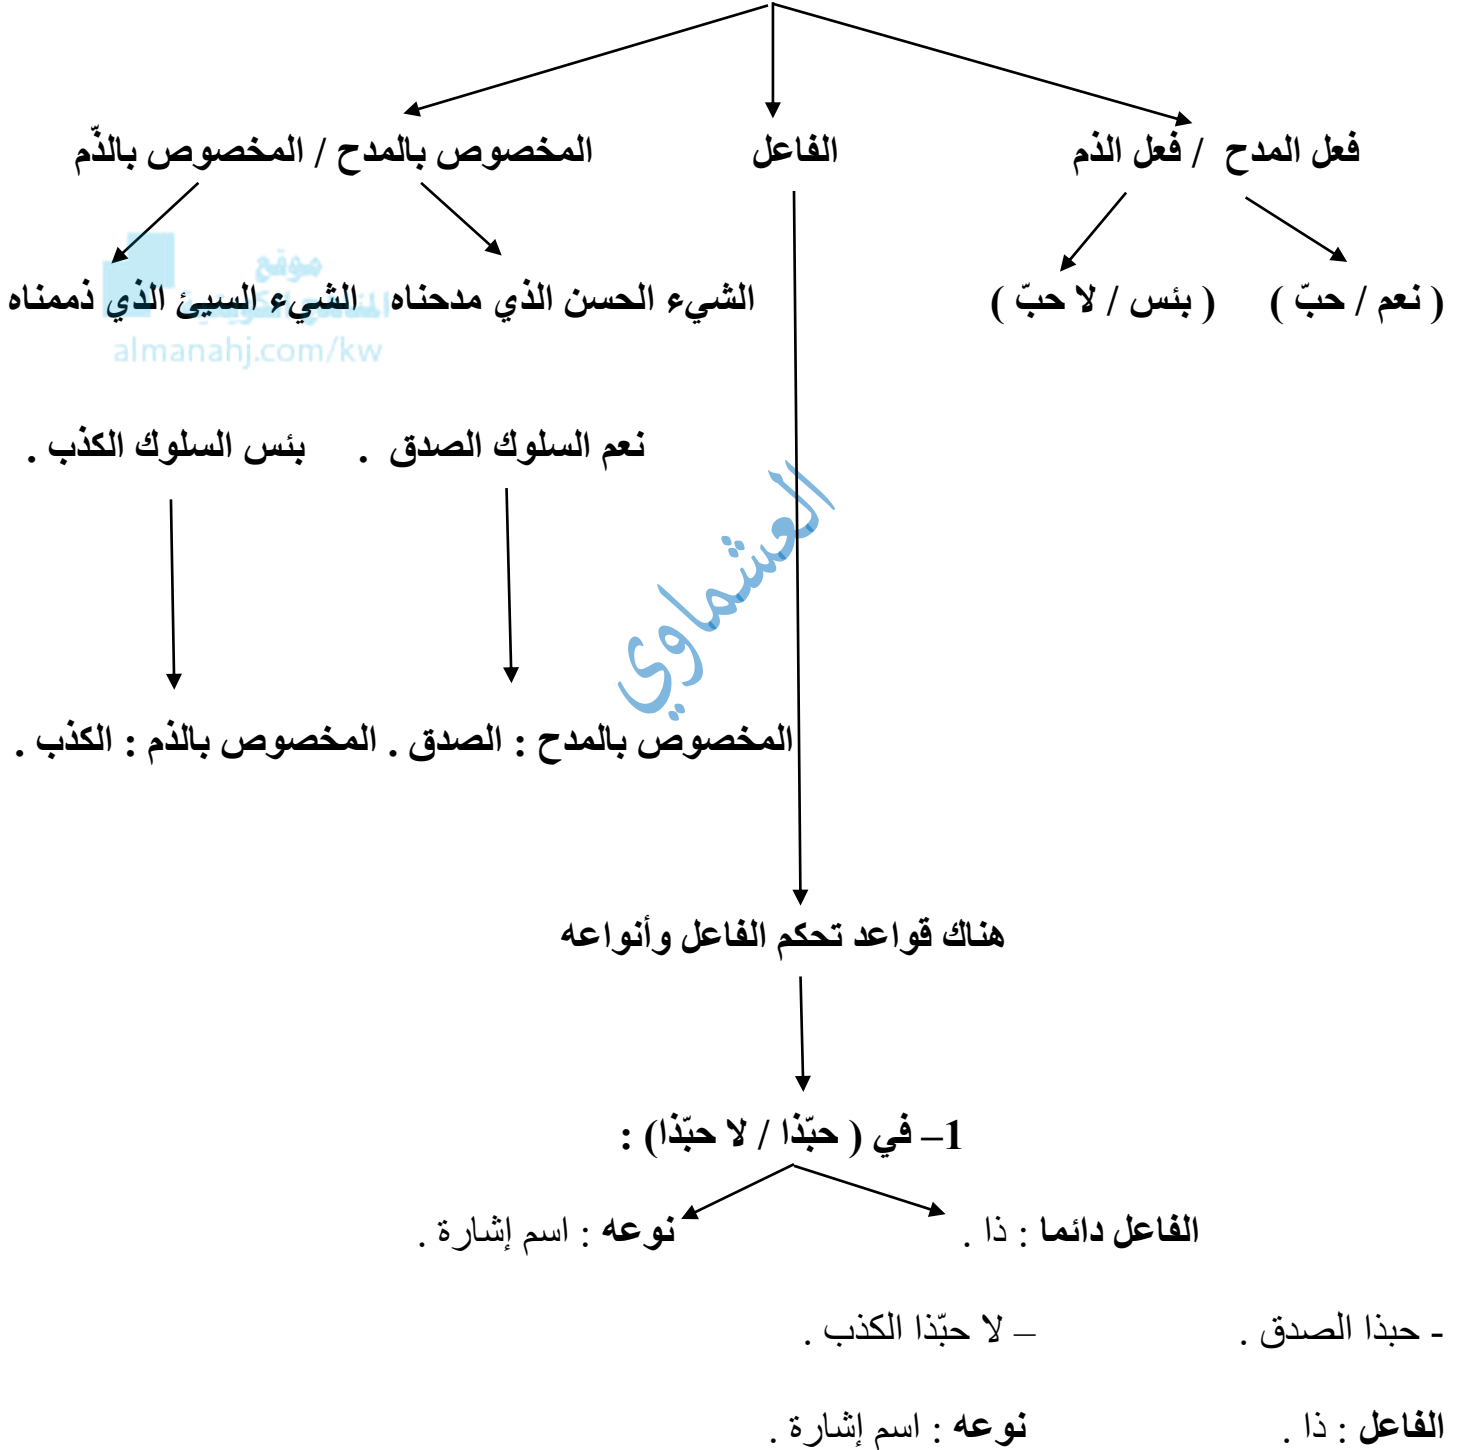 فعل المدح / فعل الذم الفاعل المخصوص بالمدح / المخصوص بالذّم
( نعم / حبّ ) ( بئس / لا حبّ ) الشيء الحسن الذي مدحناه الشيء السيئ الذي ذممناه
موقع
المناهج الكويتية
almanahj.com/kw
نعم السلوك الصدق . بئس السلوك الكذب .
العشماوي
المخصوص بالمدح : الصدق . المخصوص بالذم : الكذب .
هناك قواعد تحكم الفاعل وأنواعه
1– في ( حبّذا / لا حبّذا) :
الفاعل دائما : ذا . نوعه : اسم إشارة .
- حبذا الصدق . – لا حبّذا الكذب .
الفاعل : ذا . نوعه : اسم إشارة .